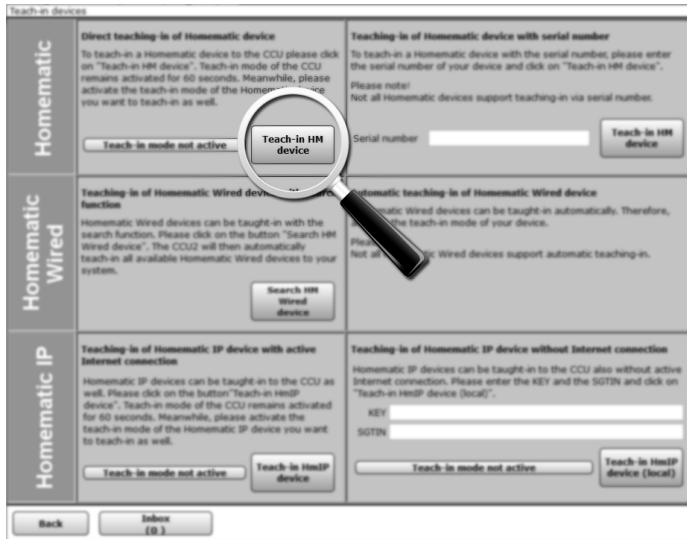 Teach-in devices
Homematic
Direct teaching-in of Homematic device
To teach-in a Homematic device to the CCU please click
on "Teach-in HM device". Teach-in mode of the CCU
remains activated for 60 seconds. Meanwhile, please
activate the teach-in mode of the Homematic device
you want to teach-in as well.
Teach-in mode not active
Teach-in HM
device
Teaching-in of Homematic device with serial number
To teach-in a Homematic device with the serial number, please enter
the serial number of your device and click on "Teach-in HM device".
Please note!
Not all Homematic devices support teaching-in via serial number.
Serial number
Teach-in HM
device
Homematic
Wired
Teaching-in of Homematic Wired
function
Homematic Wired devices can be taught-in with the
search function. Please click on the button "Search HM
Wired device". The CCU2 will then automatically
teach-in all available Homematic Wired devices to your
system.
Search HM
Wired
device
Automatic teaching-in of Homematic Wired device
Wired devices can be taught-in automatically. Therefore,
the teach-in mode of your device.
Not all Wired devices support automatic teaching-in.
Homematic IP
Teaching-in of Homematic IP device with active
Internet connection
Homematic IP devices can be taught-in to the CCU as
well. Please click on the button"Teach-in HmIP
device". Teach-in mode of the CCU remains activated
for 60 seconds. Meanwhile, please activate the
teach-in mode of the Homematic IP device you want
to teach-in as well.
Teach-in mode not active
Teach-in HmIP
device
Teaching-in of Homematic IP device without Internet connection
Homematic IP devices can be taught-in to the CCU also without active
Internet connection. Please enter the KEY and the SGTIN and click on
"Teach-in HmIP device (local)".
KEY
SGTIN
Teach-in mode not active
Teach-in HmIP
device (local)
Back
Inbox
(0 )